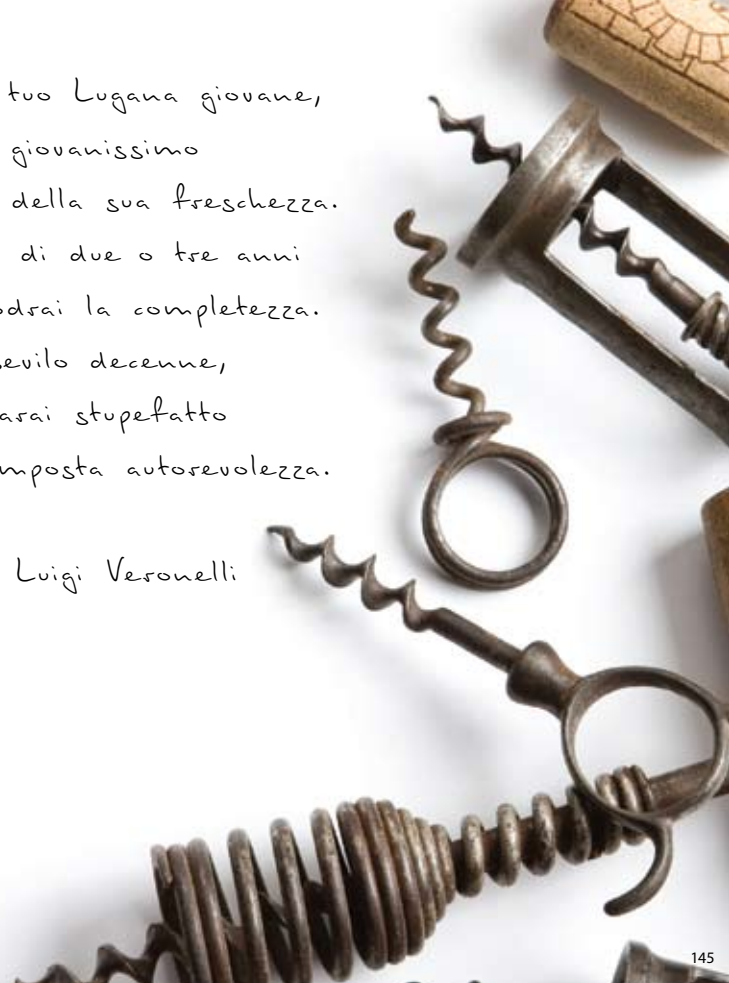 tuo Lugana giovane,
giovanissimo
della sua freschezza.
di due o tre anni
odrai la completezza.
evilo decenne,
arai stupefatto
mposta autorevolezza.
Luigi Veronelli
145